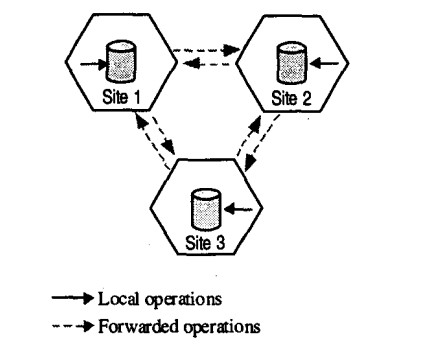 Site 1
Site 2
Site 3
Local operations
Forwarded operations